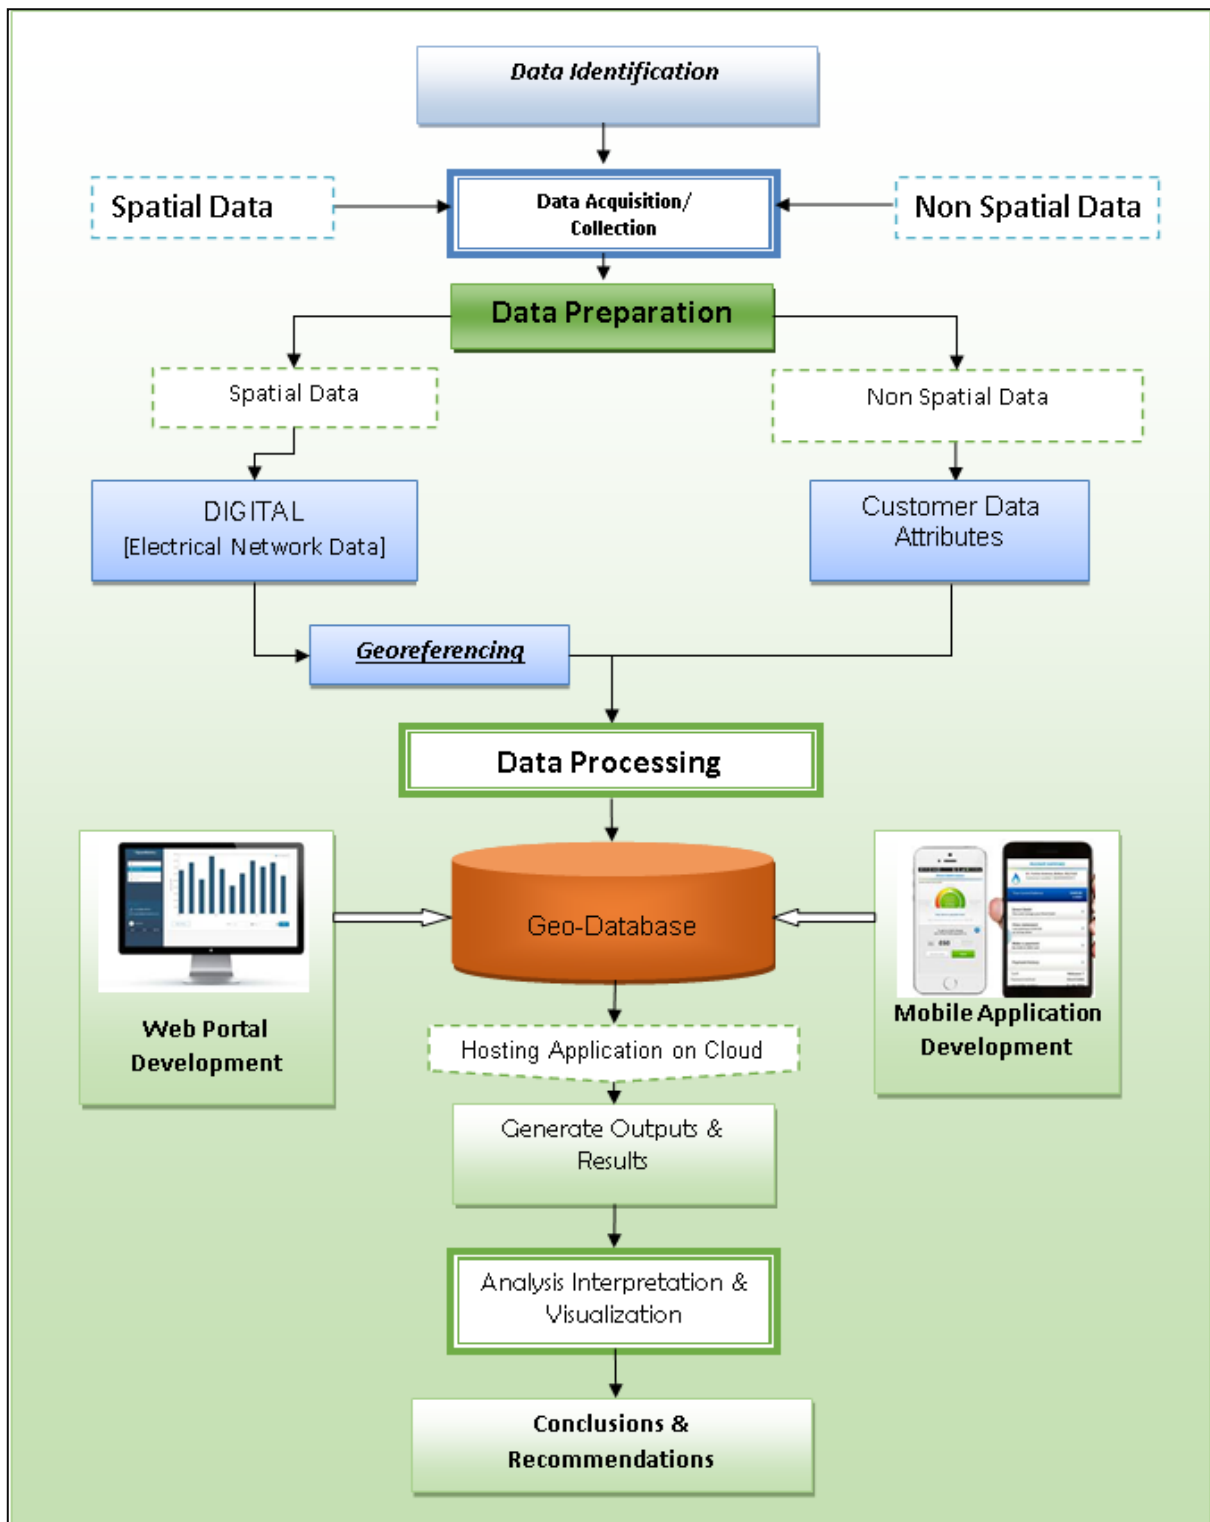 Data Identification
Spatial Data
Data Acquisition/
Collection
Non Spatial Data
Data Preparation
Spatial Data
Non Spatial Data
DIGITAL
[Electrical Network Data]
Customer Data
Attributes
Georeferencing
Data Processing
Geo-Database
Web Portal
Development
Mobile Application
Development
Hosting Application on Cloud
Generate Outputs &
Results
Analysis Interpretation &
Visualization
Conclusions &
Recommendations